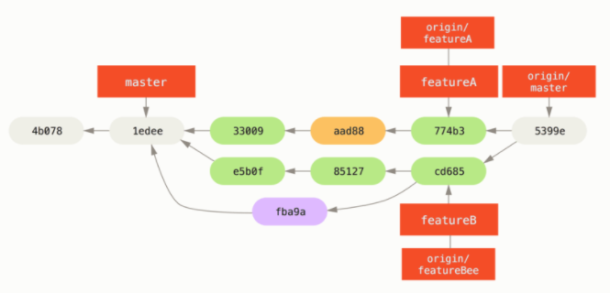 origin/
featureA
master
featureA
origin/
master
4b078
1edee
33009
aad88
774b3
5399e
e5b0f
85127
cd685
fba9a
featureB
origin/
featureBee